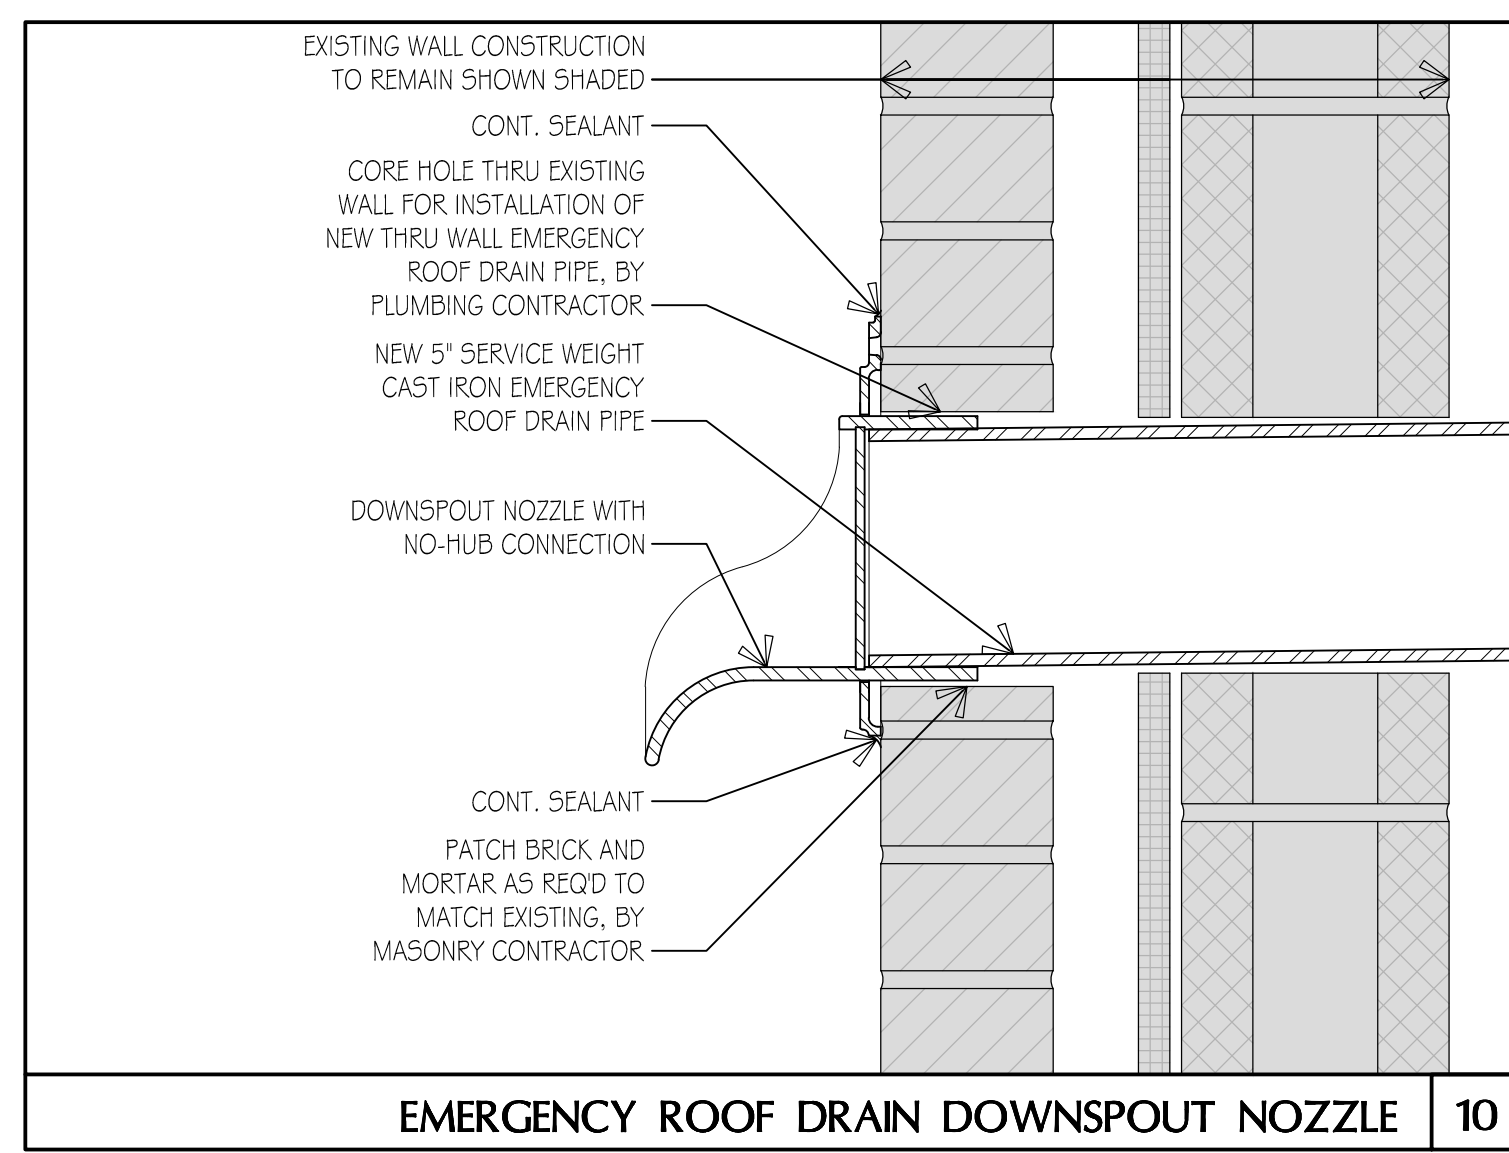 EXISTING WALL CONSTRUCTION
TO REMAIN SHOWN SHADED
CONT. SEALANT
CORE HOLE THRU EXISTING
WALL FOR INSTALLATION OF
NEW THRU WALL EMERGENCY
ROOF DRAIN PIPE, BY
PLUMBING CONTRACTOR
NEW 5" SERVICE WEIGHT
CAST IRON EMERGENCY
ROOF DRAIN PIPE
DOWNSPOUT NOZZLE WITH
NO-HUB CONNECTION
CONT. SEALANT
PATCH BRICK AND
MORTAR AS REQ'D TO
MATCH EXISTING, BY
MASONRY CONTRACTOR
EMERGENCY ROOF DRAIN DOWNSPOUT NOZZLE
10